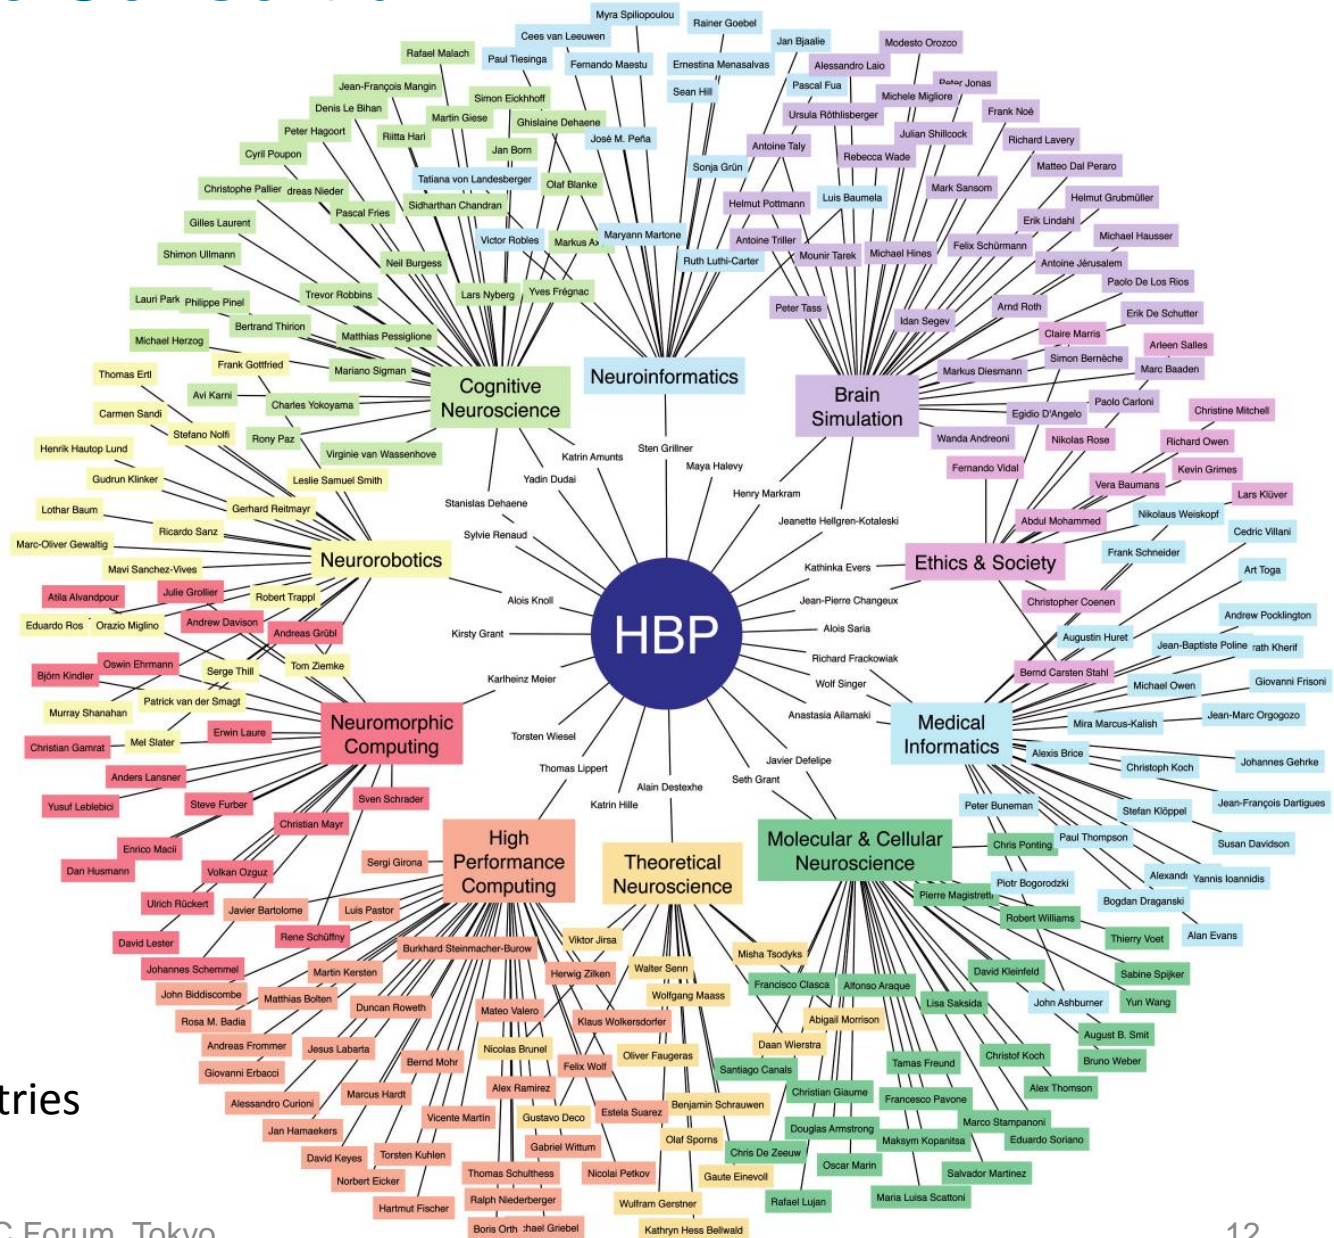 Myra Spiliopoulou
Rainer Goebel
Cees van Leeuwen
Jan Bjaalie
Modesto Orozco
Rafael Malach
Paul Tiesinga
Fernando Maestu
Ernestina Menasalvas
Alessandro Laio
Jean-François Mangin
Simon Eickhhoff
Sean Hill
Pascal Fua
Michele Migliore
Peter Jonas
Denis Le Bihan
Martin Giese
Ghislaine Dehaene
Ursula Röthlisberger
Frank Noé
Peter Hagoort
Riitta Hari
José M. Peña
Antoine Taly
Julian Shillcock
Richard Lavery
Cyril Poupon
Jan Born
Sonja Grün
Rebecca Wade
Matteo Dal Peraro
Christophe Pallier
dreas Nieder
Tatiana von Landesberger
Olaf Blanke
Luis Baumela
Mark Sansom
Helmut Grubmüller
Pascal Fries
Sidharthan Chandran
Helmut Pottmann
Erik Lindahl
Gilles Laurent
Victor Robles
Markus Ax
Maryann Martone
Antoine Triller
Felix Schürmann
Michael Hausser
Shimon Ullmann
Neil Burgess
Ruth Luthi-Carter
Mounir Tarek
Michael Hines
Antoine Jérusalem
Paolo De Los Rios
Lauri Park
Philippe Pinel
Trevor Robbins
Lars Nyberg
Yves Frégnac
Peter Tass
Idan Segev
Arnd Roth
Erik De Schutter
Bertrand Thirion
Matthias Pessiglione
Claire Marris
Michael Herzog
Frank Gottfried
Mariano Sigman
Cognitive
Neuroscience
Neuroinformatics
Brain
Simulation
Markus Diesmann
Simon Bernèche
Arleen Salles
Marc Baaden
Thomas Ertl
Avi Karni
Charles Yokoyama
Egidio D'Angelo
Paolo Carloni
Carmen Sandi
Stefano Nolfi
Rony Paz
Virginie van Wassenhove
Wanda Andreoni
Nikolas Rose
Christine Mitchell
Richard Owen
Henrik Hautop Lund
Gudrun Klinker
Leslie Samuel Smith
Katrin Amunts
Sten Grillner
Maya Halevy
Fernando Vidal
Vera Baumans
Kevin Grimes
Lars Klüver
Yadin Dudai
Henry Markram
Lothar Baum
Gerhard Reitmayr
Stanislas Dehaene
Jeanette Hellgren-Kotaleski
Abdul Mohammed
Nikolaus Weiskopf
Cedric Villani
Ricardo Sanz
Sylvie Renaud
Marc-Oliver Gewaltig
Mavi Sanchez-Vives
Neurorobotics
Kathinka Evers
Ethics & Society
Frank Schneider
Art Toga
Atila Alvandpour
Julie Grollier
Robert Trappl
Alois Knoll
Jean-Pierre Changeux
Christopher Coenen
Andrew Pocklington
Eduardo Ros
Orazio Miglino
Andrew Davison
Andreas Grübl
Kirsty Grant
HBP
Alois Saria
Augustin Huret
Jean-Baptiste Poline
rath Kherif
Björn Kindler
Oswin Ehrmann
Serge Thill
Tom Ziemke
Karlheinz Meier
Richard Frackowiak
Wolf Singer
Bernd Carsten Stahl
Michael Owen
Giovanni Frisoni
Murray Shanahan
Patrick van der Smagt
Anastasia Ailamaki
Mira Marcus-Kalish
Jean-Marc Orgogozo
Christian Gamrat
Mel Slater
Erwin Laure
Neuromorphic
Computing
Torsten Wiesel
Medical
Informatics
Alexis Brice
Christoph Koch
Johannes Gehrke
Anders Lansner
Thomas Lippert
Javier Defelipe
Seth Grant
Yusuf Leblebici
Steve Furber
Sven Schrader
Katrin Hille
Alain Destexhe
Peter Buneman
Stefan Klöppel
Jean-François Dartigues
Enrico Macii
Christian Mayr
High
Performance
Computing
Theoretical
Neuroscience
Molecular & Cellular
Neuroscience
Chris Ponting
Paul Thompson
Susan Davidson
Dan Husmann
Volkan Ozguz
Sergi Girona
Piotr Bogorodzki
Alexandr
Yannis Ioannidis
Ulrich Rückert
Javier Bartolome
Luis Pastor
Pierre Magistretti
Robert Williams
Bogdan Draganski
David Lester
Rene Schüffny
Burkhard Steinmacher-Burow
Viktor Jirsa
Misha Tsodyks
Thierry Voet
Alan Evans
Johannes Schemmel
Martin Kersten
Herwig Zilken
Walter Senn
Francisco Clasca
Alfonso Araque
David Kleinfeld
Sabine Spijker
John Biddiscombe
Matthias Bolten
Duncan Roweth
Mateo Valero
Wolfgang Maass
Lisa Saksida
John Ashburner
Yun Wang
Rosa M. Badia
Klaus Wolkersdorfer
Abigail Morrison
August B. Smit
Andreas Frommer
Jesus Labarta
Nicolas Brunel
Oliver Faugeras
Daan Wierstra
Christof Koch
Bruno Weber
Giovanni Erbacci
Bernd Mohr
Felix Wolf
Santiago Canals
Tamas Freund
Alex Thomson
tries
Alessandro Curioni
Marcus Hardt
Alex Ramirez
Christian Giaume
Francesco Pavone
Jan Hamaekers
Vicente Martin
Gustavo Deco
Estela Suarez
Benjamin Schrauwen
Douglas Armstrong
Marco Stampanoni
David Keyes
Torsten Kuhlen
Gabriel Wittum
Olaf Sporns
Chris De Zeeuw
Maksym Kopanitsa
Eduardo Soriano
Norbert Eicker
Thomas Schulthess
Nicolai Petkov
Gaute Einevoll
Oscar Marin
Salvador Martinez
Hartmut Fischer
Ralph Niederberger
Wulfram Gerstner
Rafael Lujan
Maria Luisa Scattoni
Boris Orth
hael Griebel
Kathryn Hess Bellwald
C Forum, Tokyo
12